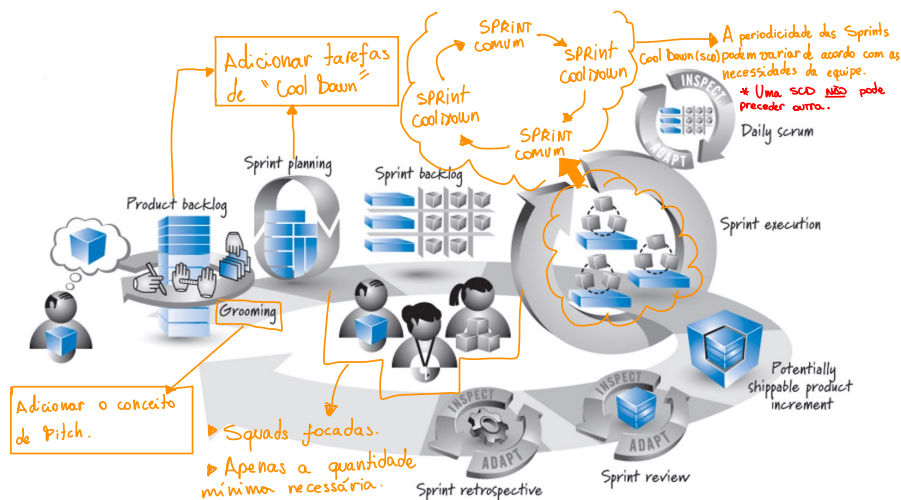 Adicionar tarefas
de "Cool Down"
SPRINT
COMUM
SPRINT
COOLDOWN
SPRINT
COMUM
SPRINT
COOLDOWN
Cool Down (SCD)
A periodicidade das Sprints
podem variar de acordo com as
necessidades da equipe.
* Uma SCD NÃO pode
preceder outra.
INSPECT
ADAPT
Daily scrum
Sprint planning
Sprint backlog
Product backlog
Sprint execution
Grooming
Adicionar o conceito
de Pitch.
Squads focadas.
Apenas a quantidade
mínima necessária.
Potentially
shippable product
increment
INSPECT
ADAPT
Sprint review
INSPECT
ADAPT
Sprint retrospective